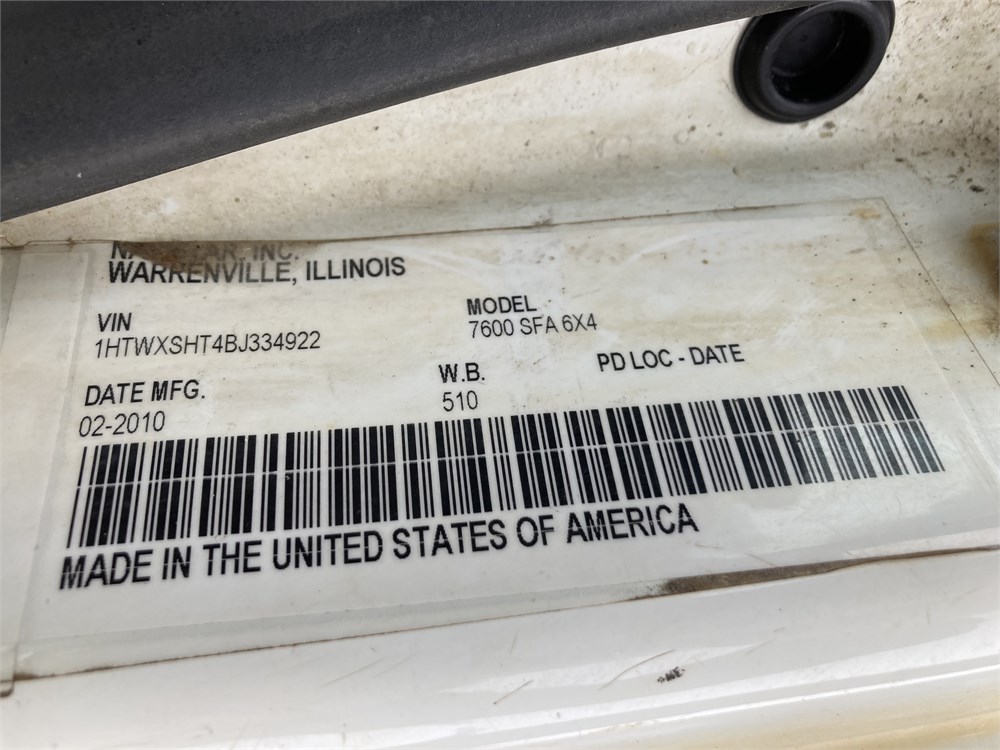 INC.
WARRENVILLE, ILLINOIS
VIN
1HTWXSHT4BJ334922
MODEL
7600 SFA 6X4
DATE MFG.
02-2010
W.B.
510
PD LOC - DATE
MADE IN THE UNITED STATES OF AMERICA